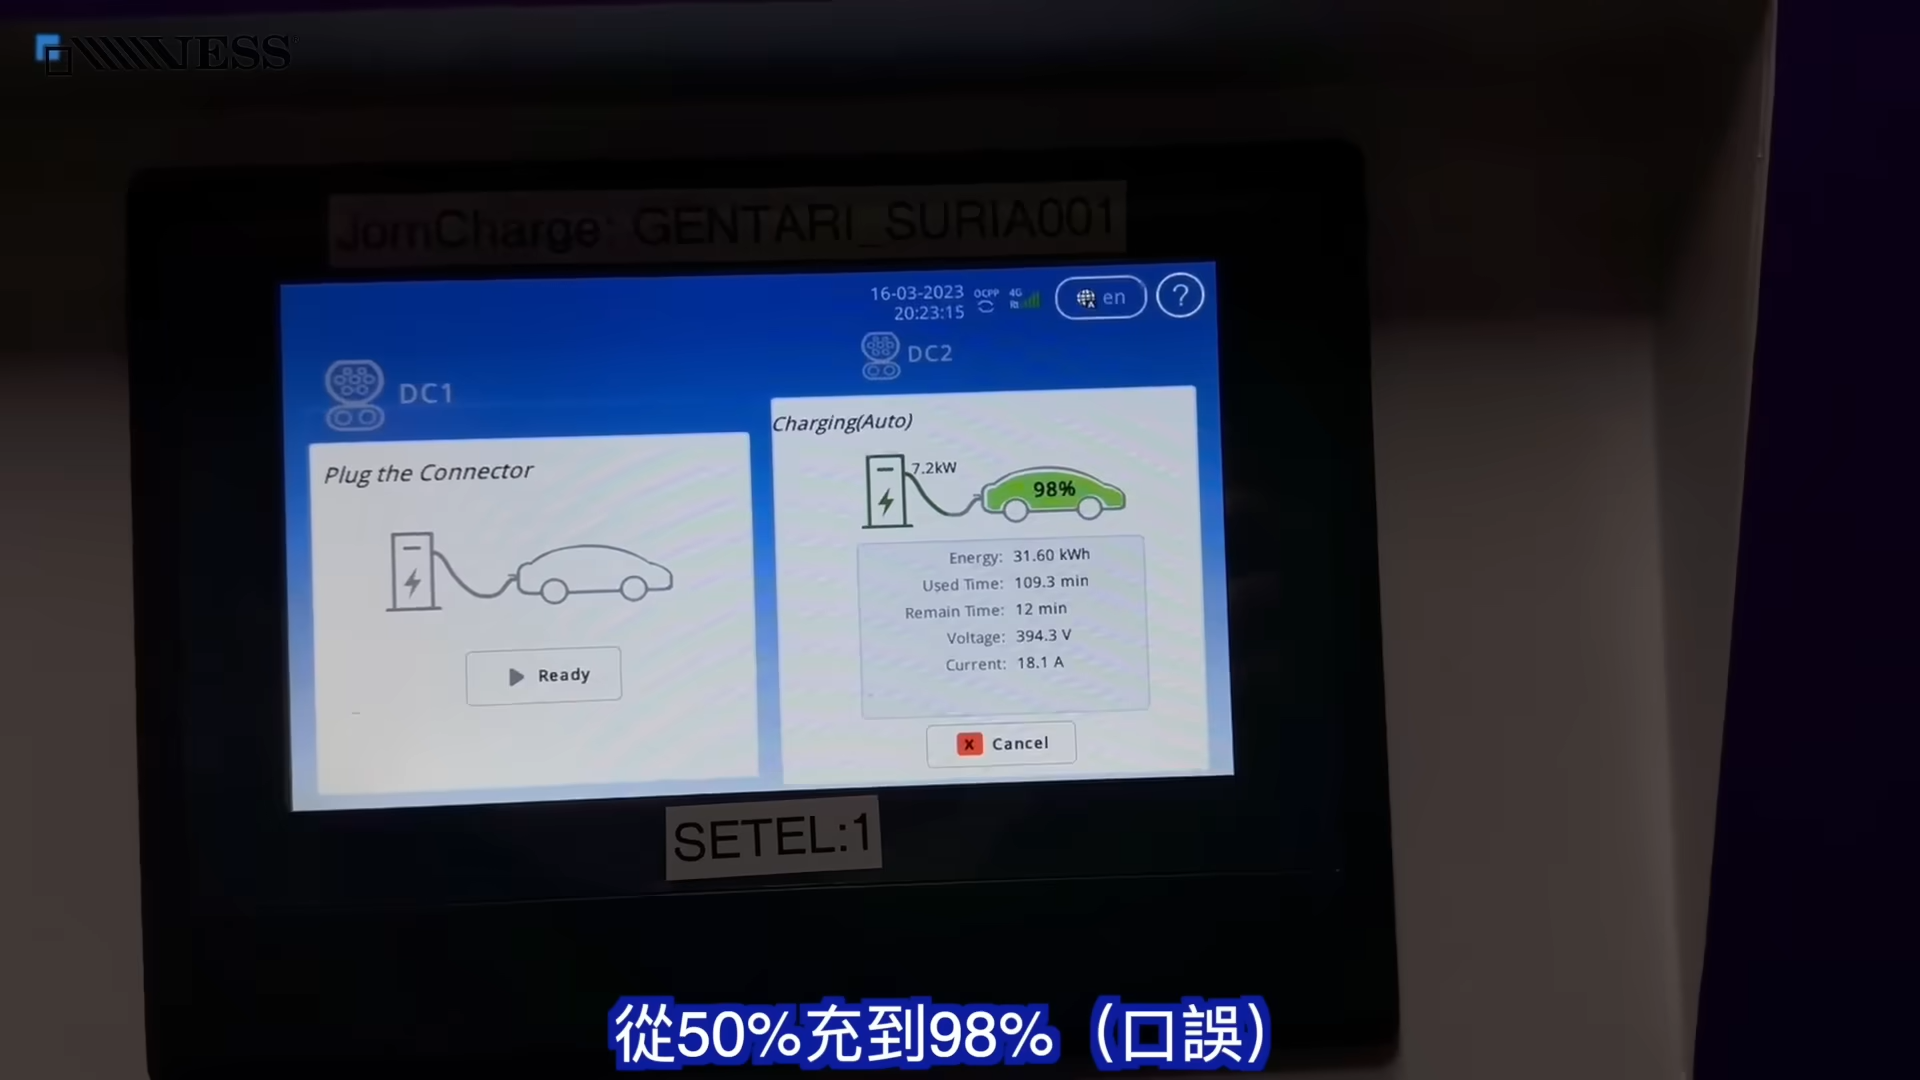 JomCharge: GENTARI_SURIA001
16-03-2023
20:23:15
OCPP
4G
en
?
DC1
DC2
Plug the Connector
Ready
Charging(Auto)
7.2kW
98%
Energy: 31.60 kWh
Used Time: 109.3 min
Remain Time: 12 min
Voltage: 394.3 V
Current: 18.1 A
X Cancel
SETEL:1
從50%充到98%（口誤）